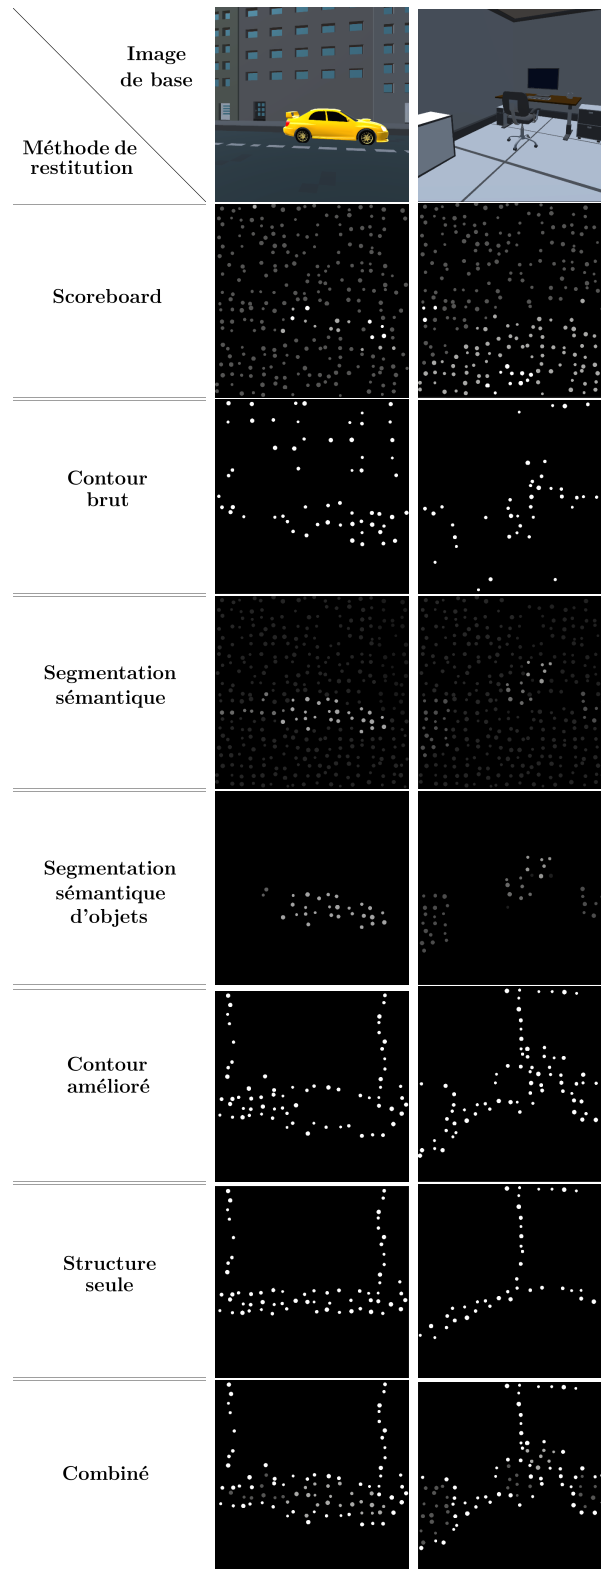 Image
de base
Méthode de
restitution
Scoreboard
Contour
brut
Segmentation
sémantique
Segmentation
sémantique
d'objets
Contour
amélioré
Structure
seule
Combiné